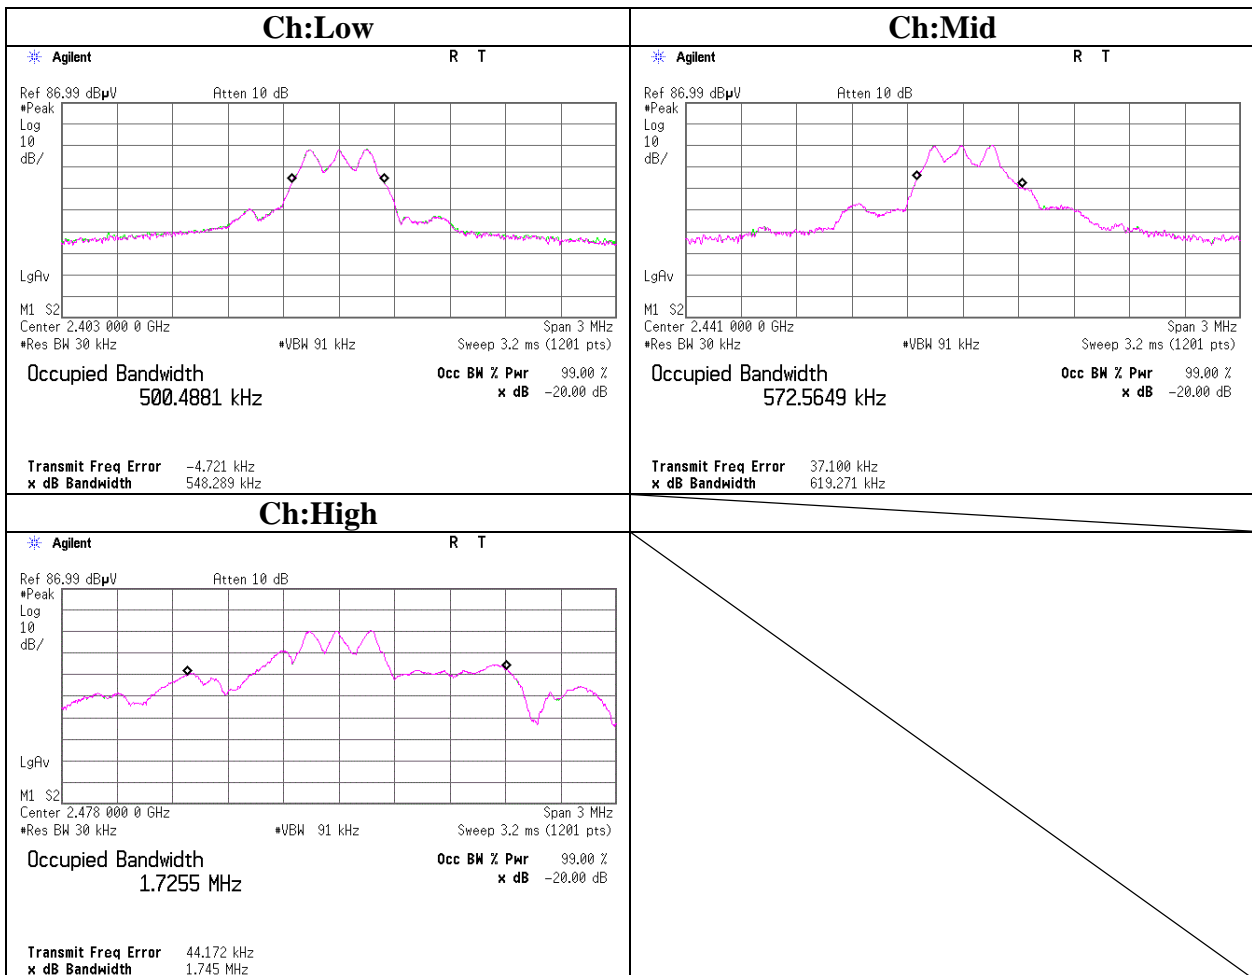 Ch:Low
Agilent R T
Ref 86.99 dBµV Atten 10 dB
#Peak
Log
10
dB/
LgAv
M1 S2
Center 2.403 000 0 GHz Span 3 MHz
#Res BW 30 kHz #VBW 91 kHz Sweep 3.2 ms (1201 pts)
Occupied Bandwidth Occ BW % Pwr 99.00 %
500.4881 kHz x dB -20.00 dB
Transmit Freq Error -4.721 kHz
x dB Bandwidth 548.289 kHz
Ch:Mid
Agilent R T
Ref 86.99 dBµV Atten 10 dB
#Peak
Log
10
dB/
LgAv
M1 S2
Center 2.441 000 0 GHz Span 3 MHz
#Res BW 30 kHz #VBW 91 kHz Sweep 3.2 ms (1201 pts)
Occupied Bandwidth Occ BW % Pwr 99.00 %
572.5649 kHz x dB -20.00 dB
Transmit Freq Error 37.100 kHz
x dB Bandwidth 619.271 kHz
Ch:High
Agilent R T
Ref 86.99 dBµV Atten 10 dB
#Peak
Log
10
dB/
LgAv
M1 S2
Center 2.478 000 0 GHz Span 3 MHz
#Res BW 30 kHz #VBW 91 kHz Sweep 3.2 ms (1201 pts)
Occupied Bandwidth Occ BW % Pwr 99.00 %
1.7255 MHz x dB -20.00 dB
Transmit Freq Error 44.172 kHz
x dB Bandwidth 1.745 MHz